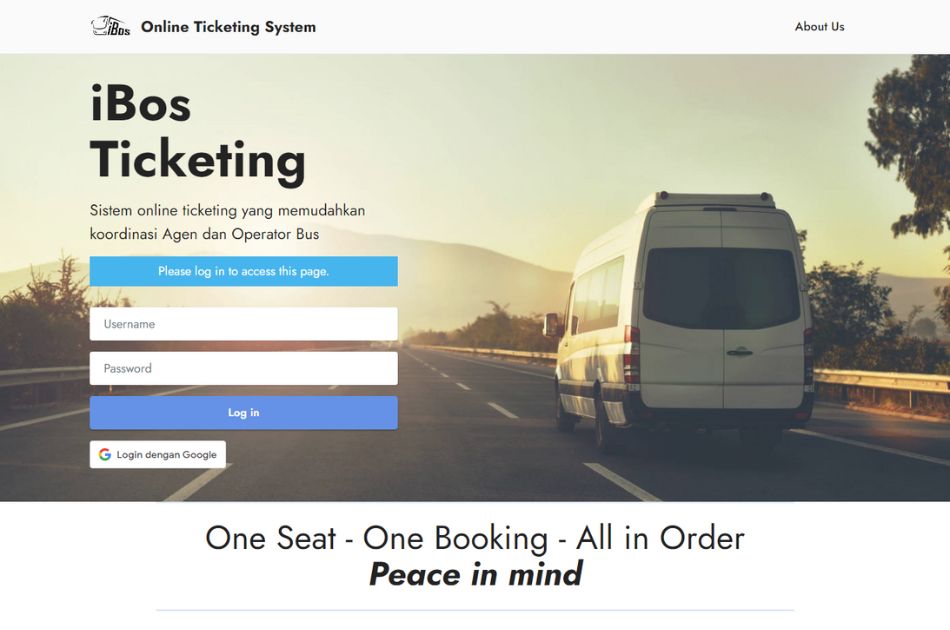 iBos
Online Ticketing System
About Us
iBos
Ticketing
Sistem online ticketing yang memudahkan
koordinasi Agen dan Operator Bus
Please log in to access this page.
Username
Password
Log in
Login dengan Google
One Seat - One Booking - All in Order
Peace in mind